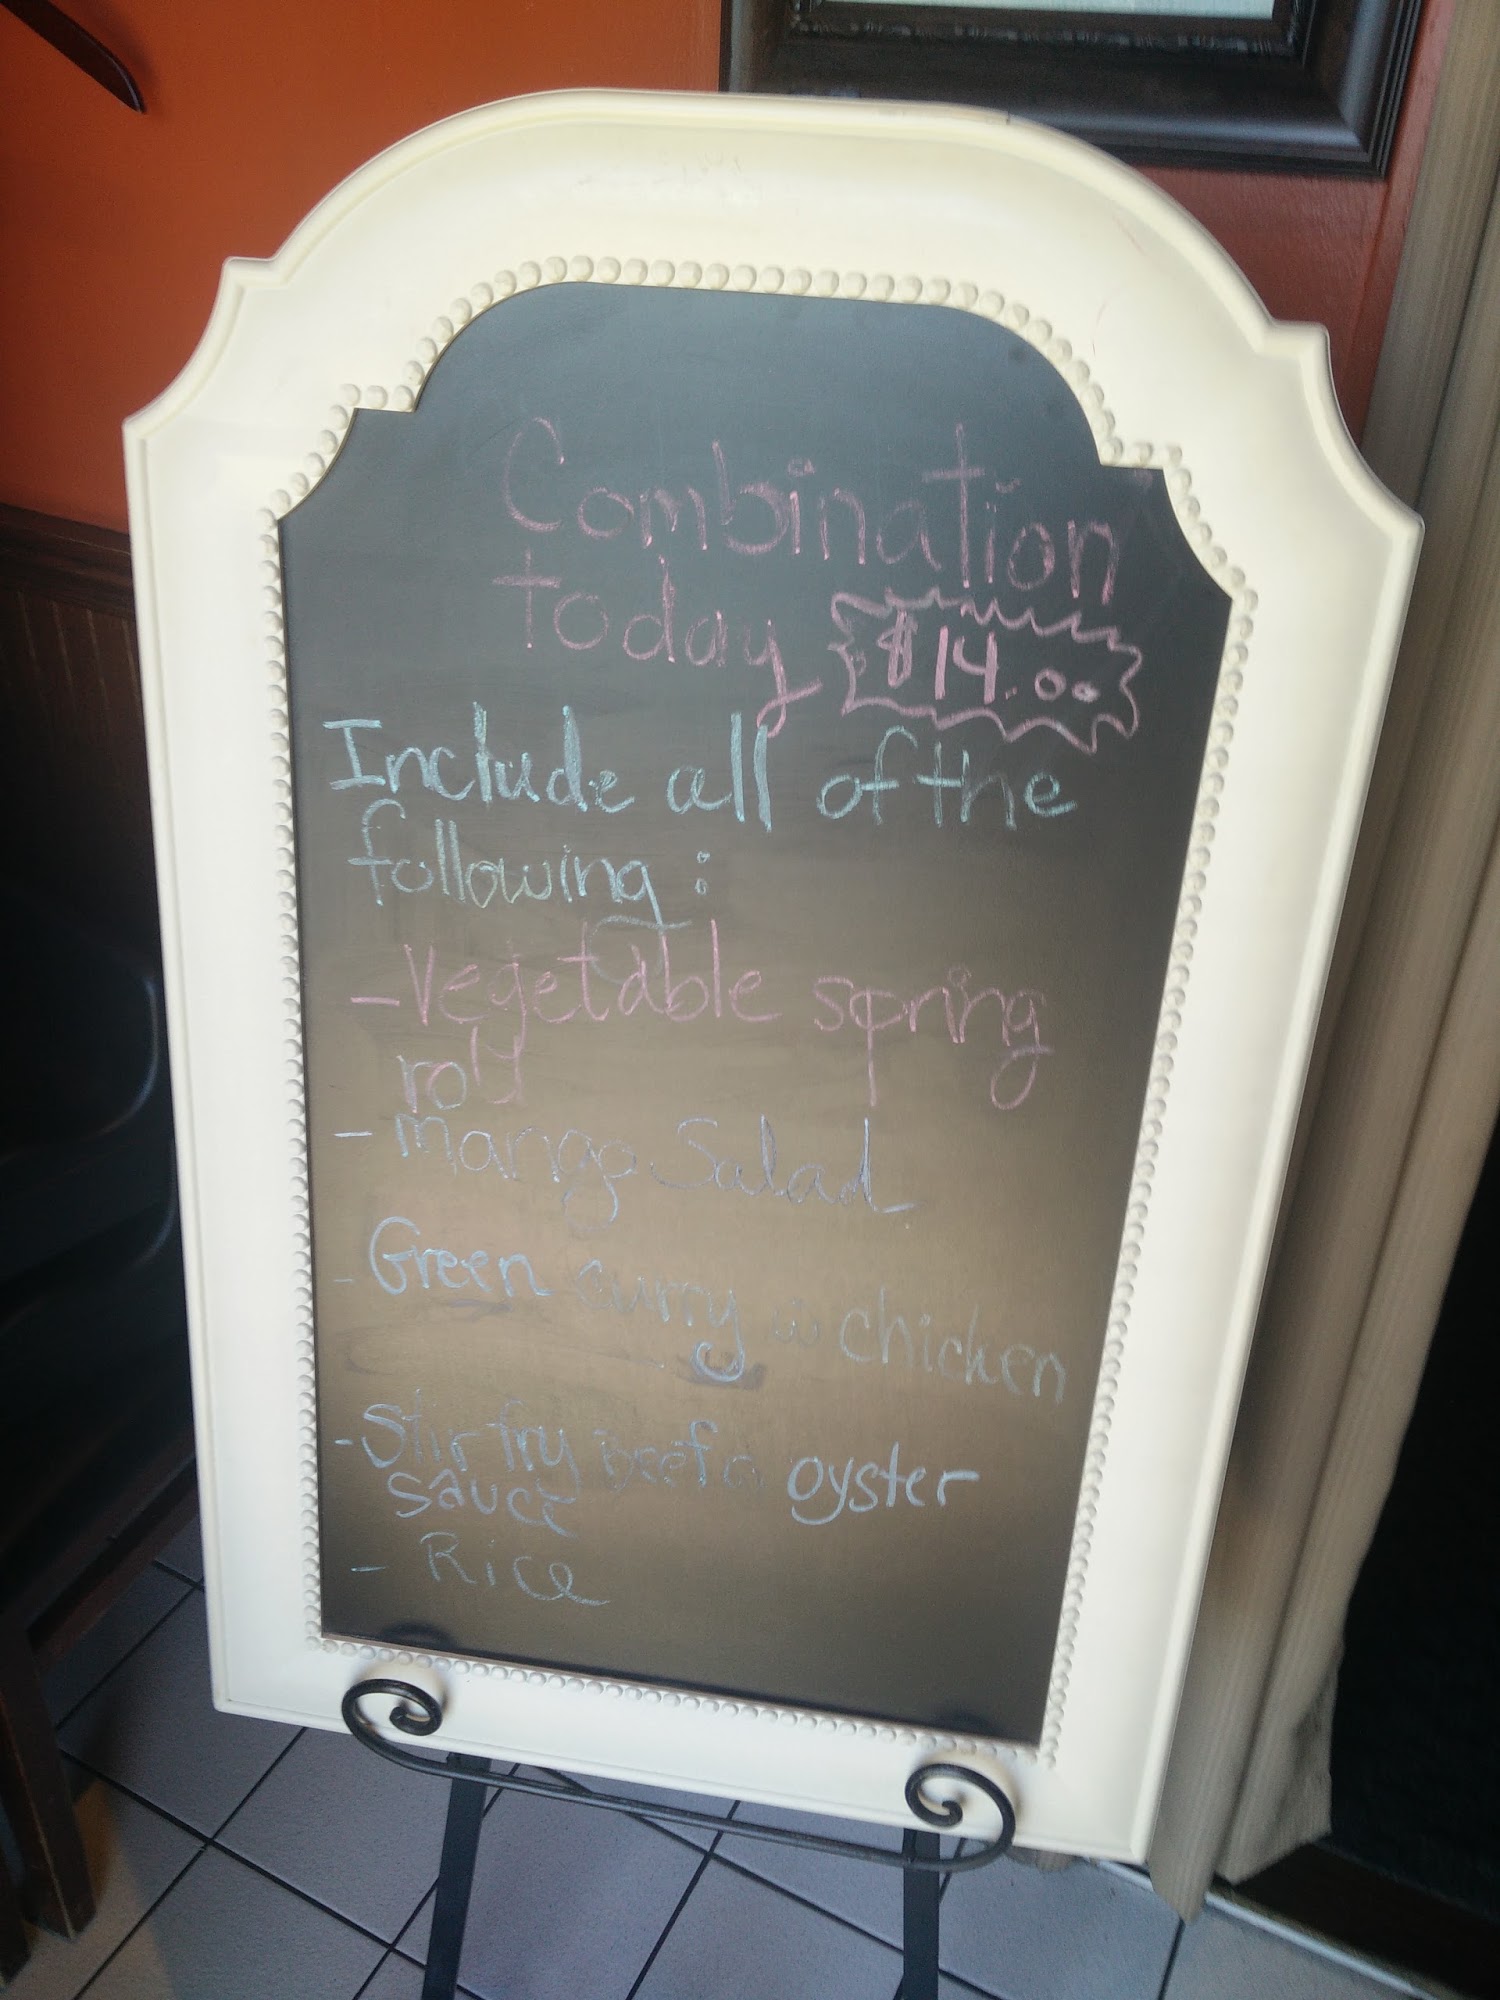 Combination
today $14.00
Include all of the
following :
- Vegetable spring
roll
- mango Salad
- Green curry w chicken
- Stir fry Beef w oyster
sauce
- Rice